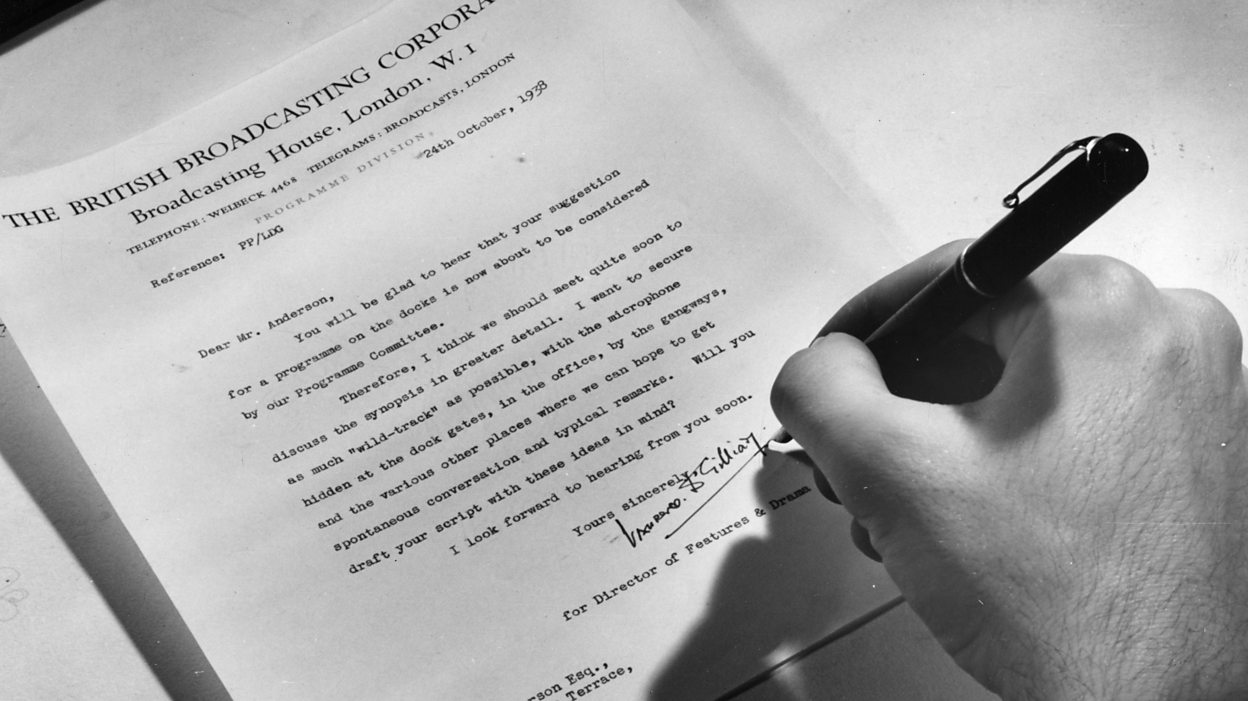 THE BRITISH BROADCASTING CORPORA
Broadcasting House, London, W. 1
TELEPHONE: WELBECK 4468 TELEGRAMS: BROADCASTS, LONDON
PROGRAMME DIVISION,
24th October, 1938
Reference: PP/LDG
Dear Mr. Anderson,
You will be glad to hear that your suggestion
for a programme on the docks is now about to be considered
by our Programme Committee.
Therefore, I think we should meet quite soon to
discuss the synopsis in greater detail. I want to secure
as much "wild-track" as possible, with the microphone
hidden at the dock gates, in the office, by the gangways,
and the various other places where we can hope to get
spontaneous conversation and typical remarks. Will you
draft your script with these ideas in mind?
I look forward to hearing from you soon.
Yours sincerely,
Gillia
for Director of Features & Drama
rson Esq.,
Terrace,